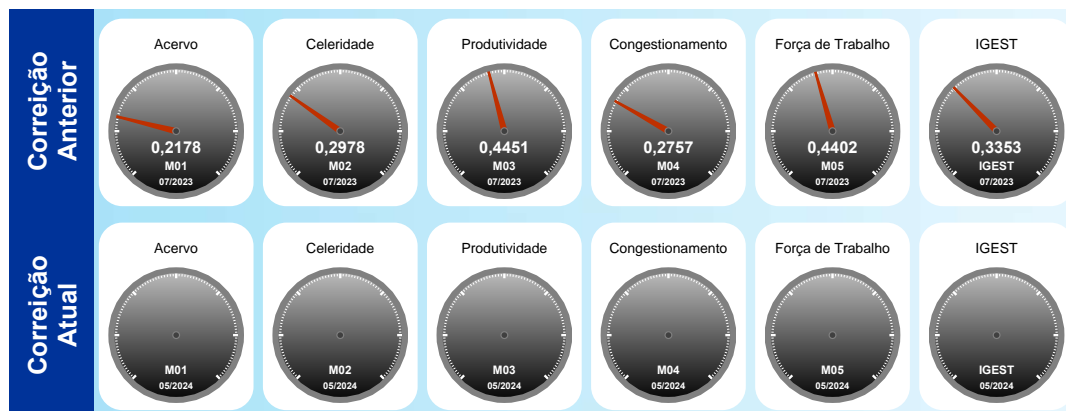 Correição
Anterior
Acervo
0,2178
M01
07/2023
Celeridade
0,2978
M02
07/2023
Produtividade
0,4451
M03
07/2023
Congestionamento
0,2757
M04
07/2023
Força de Trabalho
0,4402
M05
07/2023
IGEST
0,3353
IGEST
07/2023
Correição
Atual
Acervo
M01
05/2024
Celeridade
M02
05/2024
Produtividade
M03
05/2024
Congestionamento
M04
05/2024
Força de Trabalho
M05
05/2024
IGEST
IGEST
05/2024